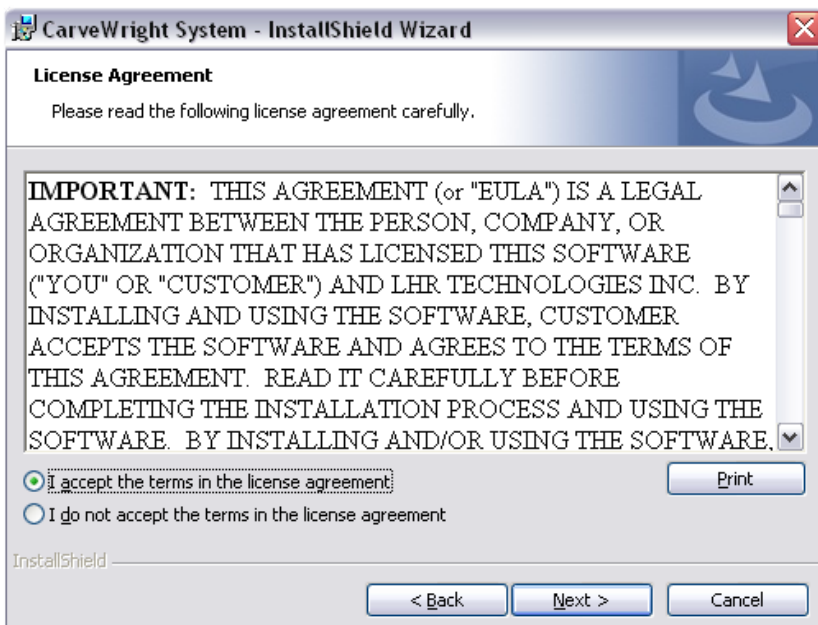 CarveWright System - InstallShield Wizard
License Agreement
Please read the following license agreement carefully.
IMPORTANT:  THIS AGREEMENT (or "EULA") IS A LEGAL
AGREEMENT BETWEEN THE PERSON, COMPANY, OR
ORGANIZATION THAT HAS LICENSED THIS SOFTWARE
("YOU" OR "CUSTOMER") AND LHR TECHNOLOGIES INC.  BY
INSTALLING AND USING THE SOFTWARE, CUSTOMER
ACCEPTS THE SOFTWARE AND AGREES TO THE TERMS OF
THIS AGREEMENT.  READ IT CAREFULLY BEFORE
COMPLETING THE INSTALLATION PROCESS AND USING THE
SOFTWARE.  BY INSTALLING AND/OR USING THE SOFTWARE,
I accept the terms in the license agreement
Print
I do not accept the terms in the license agreement
InstallShield
< Back Next > Cancel